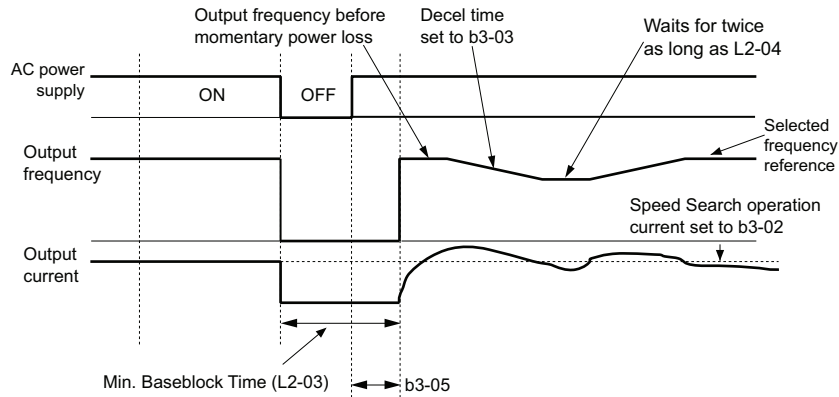 Output frequency before
momentary power loss
Decel time
set to b3-03
Waits for twice
as long as L2-04
AC power
supply
ON
OFF
Output
frequency
Selected
frequency
reference
Speed Search operation
current set to b3-02
Output
current
Min. Baseblock Time (L2-03)
b3-05